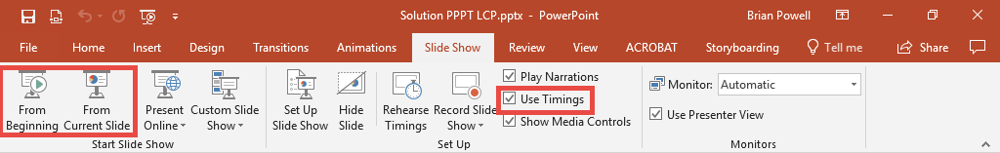 Solution PPPT LCP.pptx - PowerPoint
Brian Powell
File Home Insert Design Transitions Animations Slide Show Review View ACROBAT Storyboarding Tell me Share
From Beginning
From Current Slide
Present Online
Custom Slide Show
Set Up Slide Show
Hide Slide
Rehearse Timings
Record Slide Show
Play Narrations
Use Timings
Show Media Controls
Monitor: Automatic
Use Presenter View
Start Slide Show
Set Up
Monitors